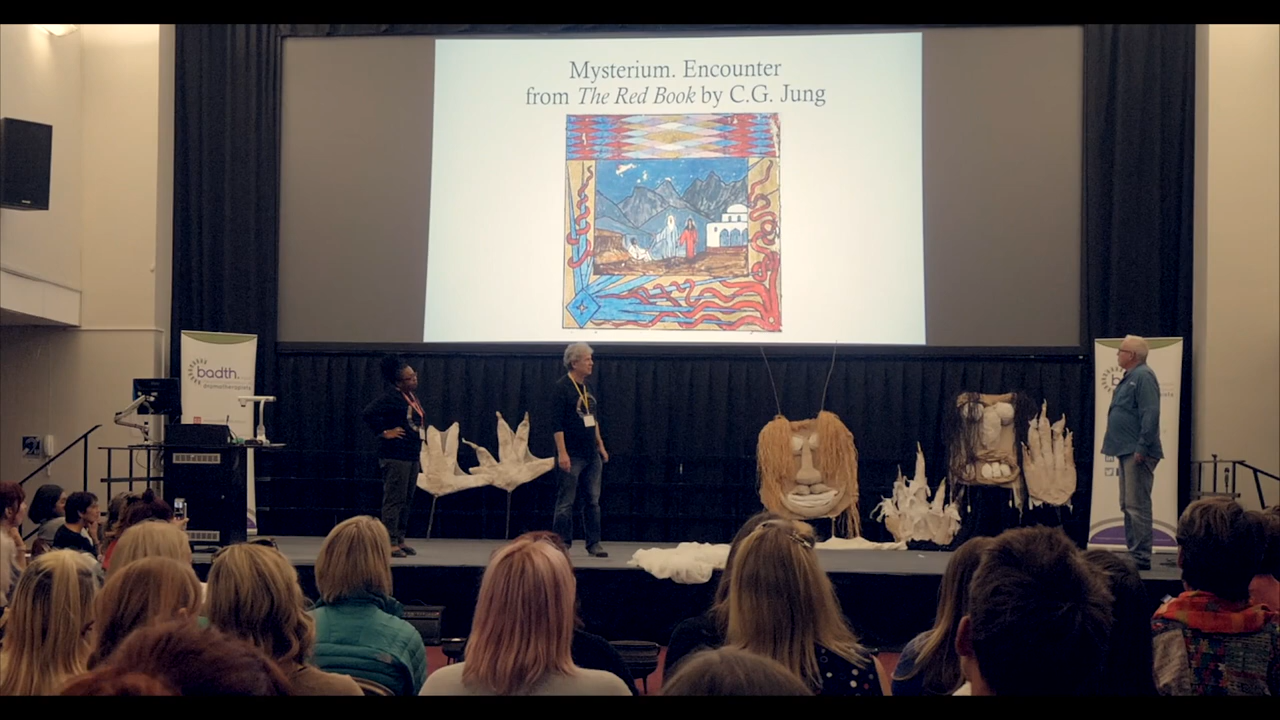 Mysterium. Encounter
from The Red Book by C.G. Jung
badth.